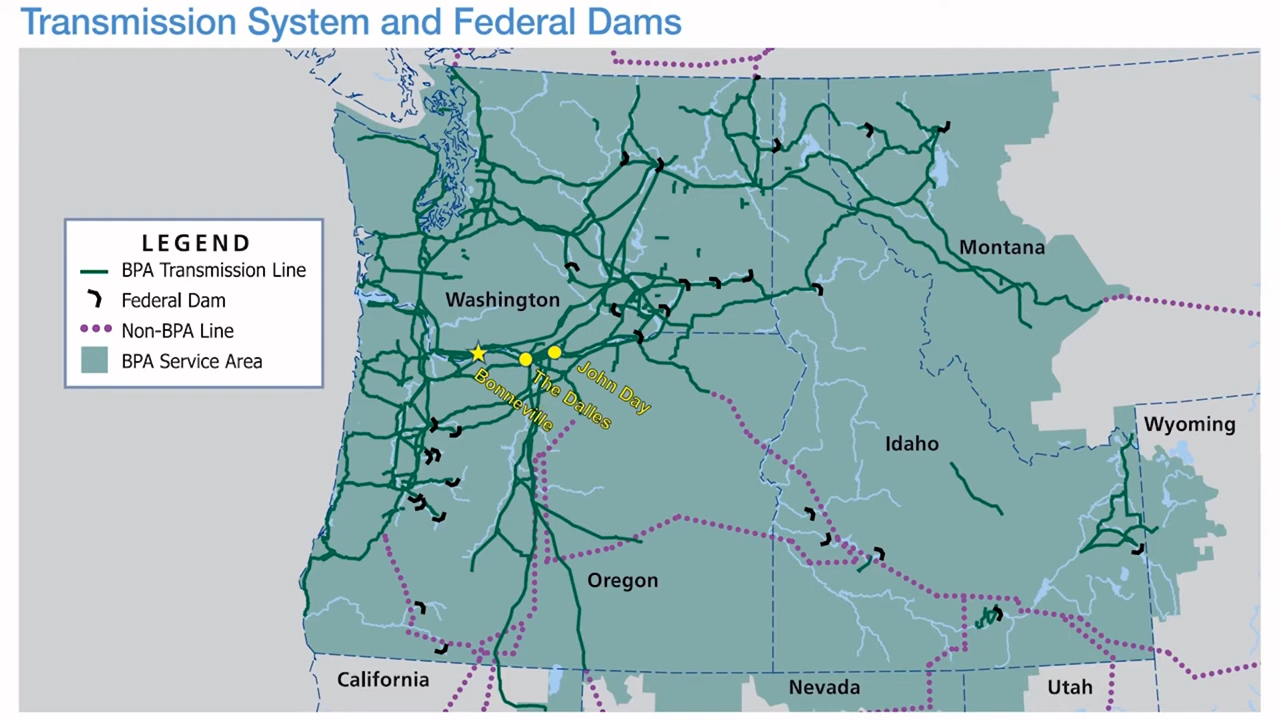 Transmission System and Federal Dams
LEGEND
BPA Transmission Line
Federal Dam
Non-BPA Line
BPA Service Area
Washington
Montana
Bonneville
The Dalles
John Day
Idaho
Wyoming
Oregon
California
Nevada
Utah